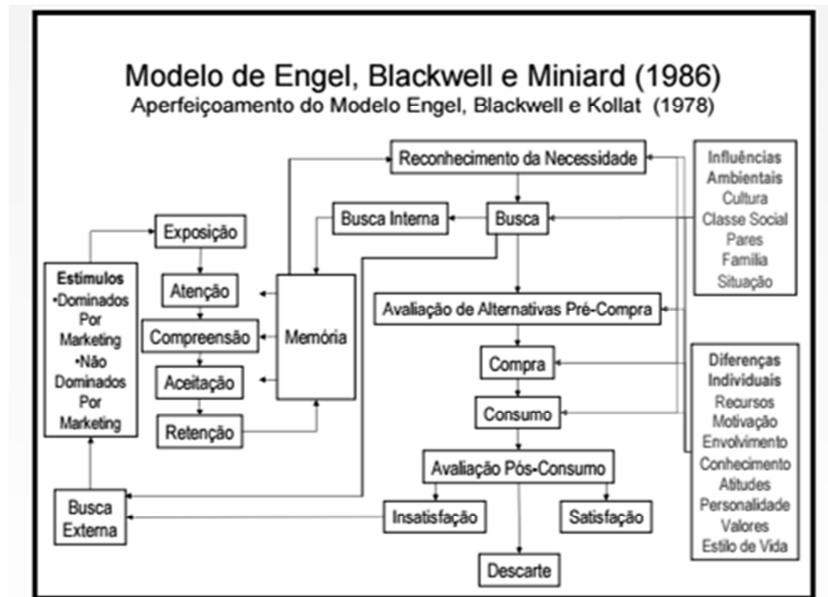 Modelo de Engel, Blackwell e Miniard (1986)
Aperfeiçoamento do Modelo Engel, Blackwell e Kollat (1978)
Reconhecimento da Necessidade
Busca Interna
Busca
Exposição
Atenção
Compreensão
Aceitação
Retenção
Memória
Estimulos
•Dominados
Por
Marketing
•Não
Dominados
Por
Marketing
Busca
Externa
Avaliação de Alternativas Pré-Compra
Compra
Consumo
Avaliação Pós-Consumo
Insatisfação
Satisfação
Descarte
Influências
Ambientais
Cultura
Classe Social
Pares
Familia
Situação
Diferenças
Individuais
Recursos
Motivação
Envolvimento
Conhecimento
Atitudes
Personalidade
Valores
Estilo de Vida